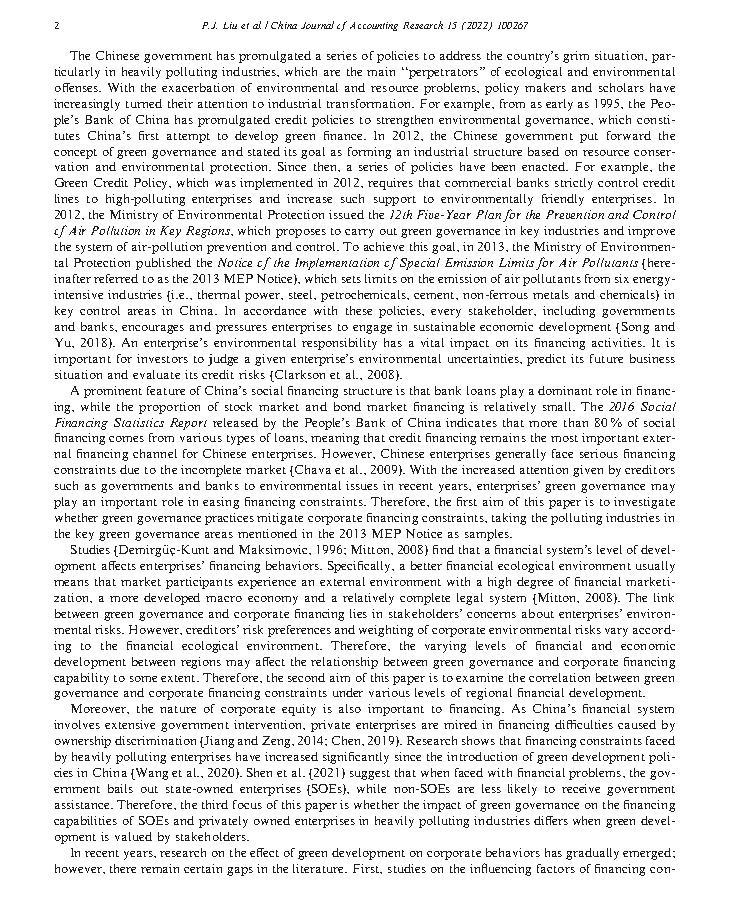 2 P.J. Liu et al. / China Journal of Accounting Research 15 (2022) 100267
The Chinese government has promulgated a series of policies to address the country's grim situation, par-
ticularly in heavily polluting industries, which are the main "perpetrators" of ecological and environmental
offenses. With the exacerbation of environmental and resource problems, policy makers and scholars have
increasingly turned their attention to industrial transformation. For example, from as early as 1995, the Peo-
ple's Bank of China has promulgated credit policies to strengthen environmental governance, which consti-
tutes China's first attempt to develop green finance. In 2012, the Chinese government put forward the
concept of green governance and stated its goal as forming an industrial structure based on resource conser-
vation and environmental protection. Since then, a series of policies have been enacted. For example, the
Green Credit Policy, which was implemented in 2012, requires that commercial banks strictly control credit
lines to high-polluting enterprises and increase such support to environmentally friendly enterprises. In
2012, the Ministry of Environmental Protection issued the 12th Five-Year Plan for the Prevention and Control
of Air Pollution in Key Regions, which proposes to carry out green governance in key industries and improve
the system of air-pollution prevention and control. To achieve this goal, in 2013, the Ministry of Environmen-
tal Protection published the Notice of the Implementation of Special Emission Limits for Air Pollutants (here-
inafter referred to as the 2013 MEP Notice), which sets limits on the emission of air pollutants from six energy-
intensive industries (i.e., thermal power, steel, petrochemicals, cement, non-ferrous metals and chemicals) in
key control areas in China. In accordance with these policies, every stakeholder, including governments
and banks, encourages and pressures enterprises to engage in sustainable economic development (Song and
Yu, 2018). An enterprise's environmental responsibility has a vital impact on its financing activities. It is
important for investors to judge a given enterprise's environmental uncertainties, predict its future business
situation and evaluate its credit risks (Clarkson et al., 2008).
A prominent feature of China's social financing structure is that bank loans play a dominant role in financ-
ing, while the proportion of stock market and bond market financing is relatively small. The 2016 Social
Financing Statistics Report released by the People's Bank of China indicates that more than 80 % of social
financing comes from various types of loans, meaning that credit financing remains the most important exter-
nal financing channel for Chinese enterprises. However, Chinese enterprises generally face serious financing
constraints due to the incomplete market (Chava et al., 2009). With the increased attention given by creditors
such as governments and banks to environmental issues in recent years, enterprises' green governance may
play an important role in easing financing constraints. Therefore, the first aim of this paper is to investigate
whether green governance practices mitigate corporate financing constraints, taking the polluting industries in
the key green governance areas mentioned in the 2013 MEP Notice as samples.
Studies (Demirgüç-Kunt and Maksimovic, 1996; Mitton, 2008) find that a financial system's level of devel-
opment affects enterprises' financing behaviors. Specifically, a better financial ecological environment usually
means that market participants experience an external environment with a high degree of financial marketi-
zation, a more developed macro economy and a relatively complete legal system (Mitton, 2008). The link
between green governance and corporate financing lies in stakeholders' concerns about enterprises' environ-
mental risks. However, creditors' risk preferences and weighting of corporate environmental risks vary accord-
ing to the financial ecological environment. Therefore, the varying levels of financial and economic
development between regions may affect the relationship between green governance and corporate financing
capability to some extent. Therefore, the second aim of this paper is to examine the correlation between green
governance and corporate financing constraints under various levels of regional financial development.
Moreover, the nature of corporate equity is also important to financing. As China's financial system
involves extensive government intervention, private enterprises are mired in financing difficulties caused by
ownership discrimination (Jiang and Zeng, 2014; Chen, 2019). Research shows that financing constraints faced
by heavily polluting enterprises have increased significantly since the introduction of green development poli-
cies in China (Wang et al., 2020). Shen et al. (2021) suggest that when faced with financial problems, the gov-
ernment bails out state-owned enterprises (SOEs), while non-SOEs are less likely to receive government
assistance. Therefore, the third focus of this paper is whether the impact of green governance on the financing
capabilities of SOEs and privately owned enterprises in heavily polluting industries differs when green devel-
opment is valued by stakeholders.
In recent years, research on the effect of green development on corporate behaviors has gradually emerged;
however, there remain certain gaps in the literature. First, studies on the influencing factors of financing con-